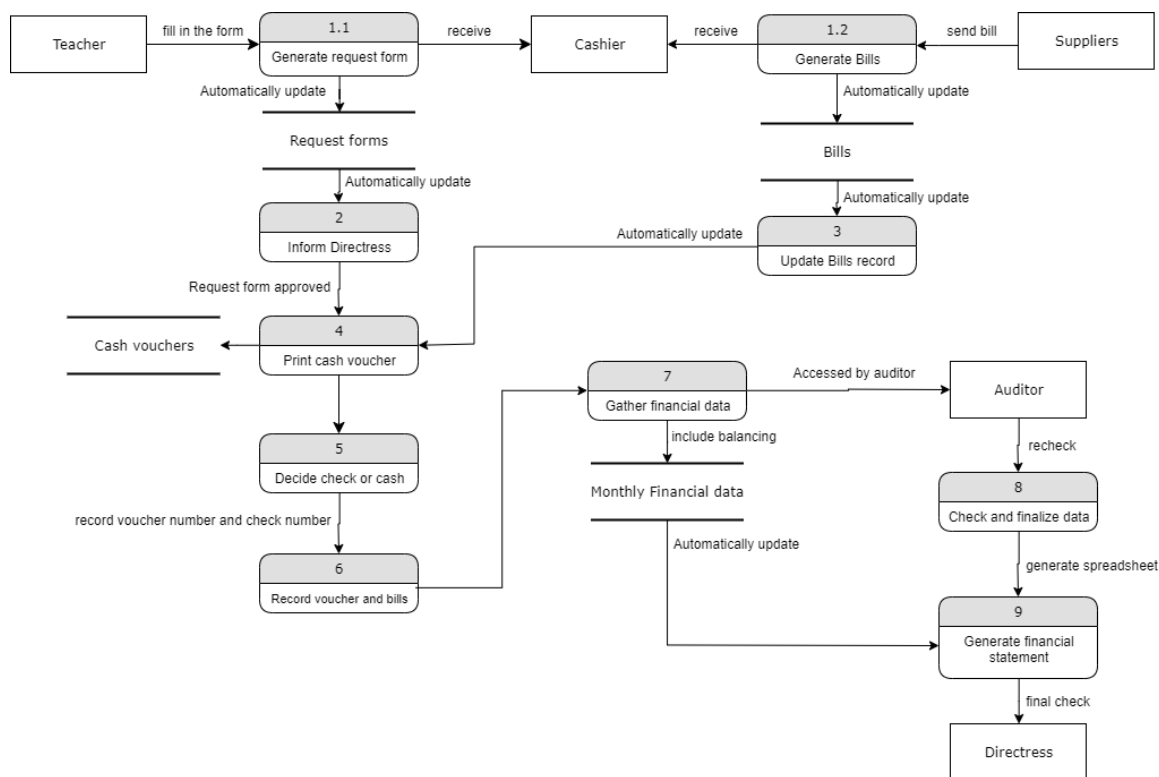 1.1
1.2
Teacher
fill in the form
receive
Cashier
receive
send bill
Suppliers
Generate request form
Generate Bills
Automatically update
Automatically update
Request forms
Bills
Automatically update
Automatically update
2
Inform Directress
3
Update Bills record
Automatically update
Request form approved
Cash vouchers
4
Print cash voucher
7
Gather financial data
Accessed by auditor
Auditor
include balancing
recheck
5
Decide check or cash
Monthly Financial data
8
Check and finalize data
record voucher number and check number
Automatically update
6
Record voucher and bills
generate spreadsheet
9
Generate financial
statement
final check
Directress